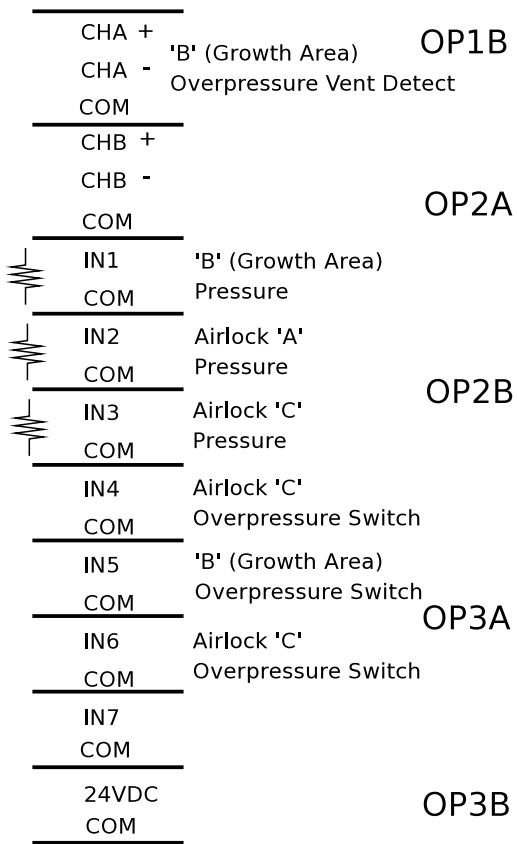 CHA +
'B' (Growth Area)
OP1B
CHA -
Overpressure Vent Detect
COM
CHB +
CHB -
OP2A
COM
IN1
'B' (Growth Area)
COM
Pressure
IN2
Airlock 'A'
COM
Pressure
OP2B
IN3
Airlock 'C'
COM
Pressure
IN4
Airlock 'C'
COM
Overpressure Switch
IN5
'B' (Growth Area)
COM
Overpressure Switch
OP3A
IN6
Airlock 'C'
COM
Overpressure Switch
IN7
COM
24VDC
OP3B
COM